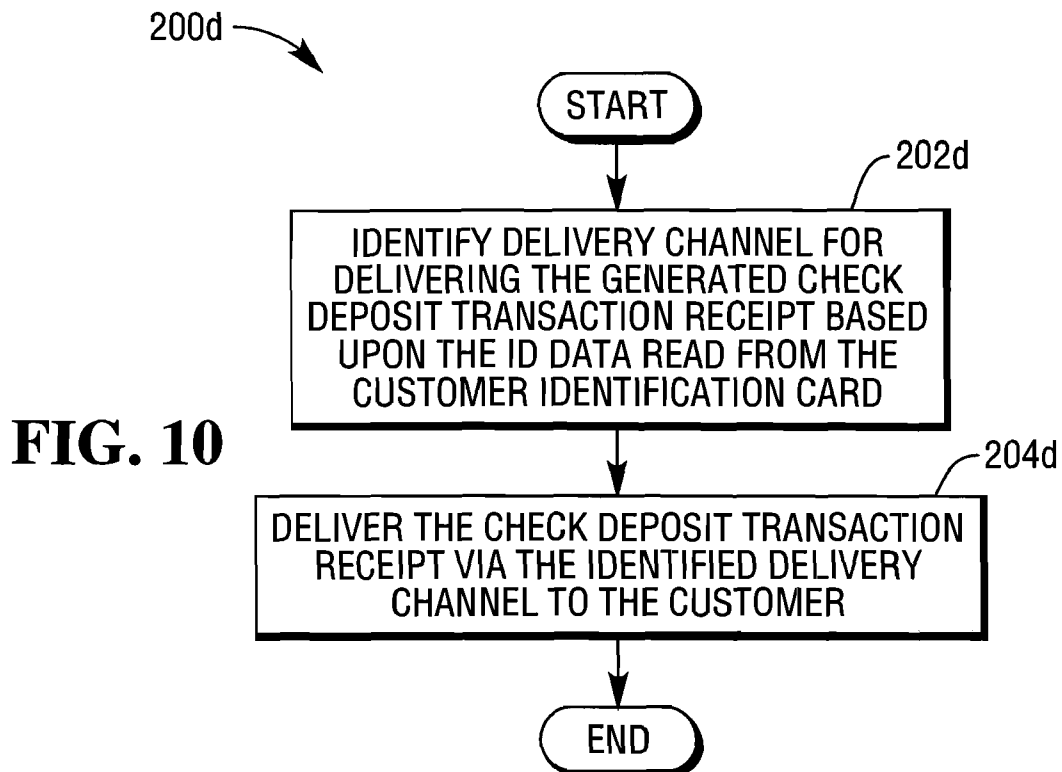 200d
START
202d
IDENTIFY DELIVERY CHANNEL FOR
DELIVERING THE GENERATED CHECK
DEPOSIT TRANSACTION RECEIPT BASED
UPON THE ID DATA READ FROM THE
CUSTOMER IDENTIFICATION CARD
FIG. 10
204d
DELIVER THE CHECK DEPOSIT TRANSACTION
RECEIPT VIA THE IDENTIFIED DELIVERY
CHANNEL TO THE CUSTOMER
END